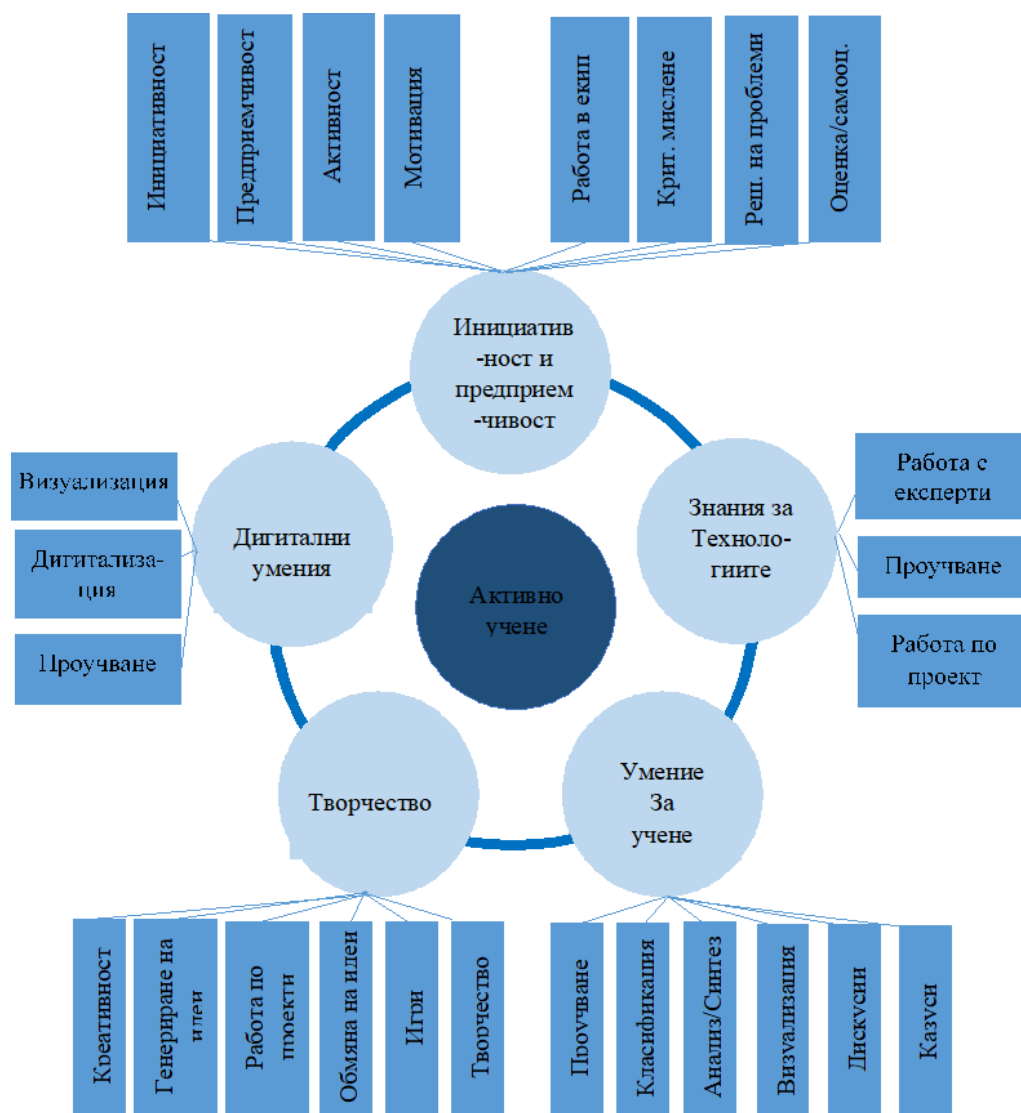 Инициативност
Предприемчивост
Активност
Мотивация
Работа в екип
Крит. мислене
Реш. на проблеми
Оценка/самооц.
Инициатив
-ност и
предприем
-чивост
Визуализация
Дигитализа-
ция
Проучване
Дигитални
умения
Активно
учене
Знания за
Техноло-
гиите
Работа с
експерти
Проучване
Работа по
проект
Творчество
Умение
За
учене
Креативност
Генериране на
идеи
Работа по
проекти
Обмяна на идеи
Игри
Творчество
Проучване
Класификация
Анализ/Синтез
Визуализация
Дискусии
Казуси